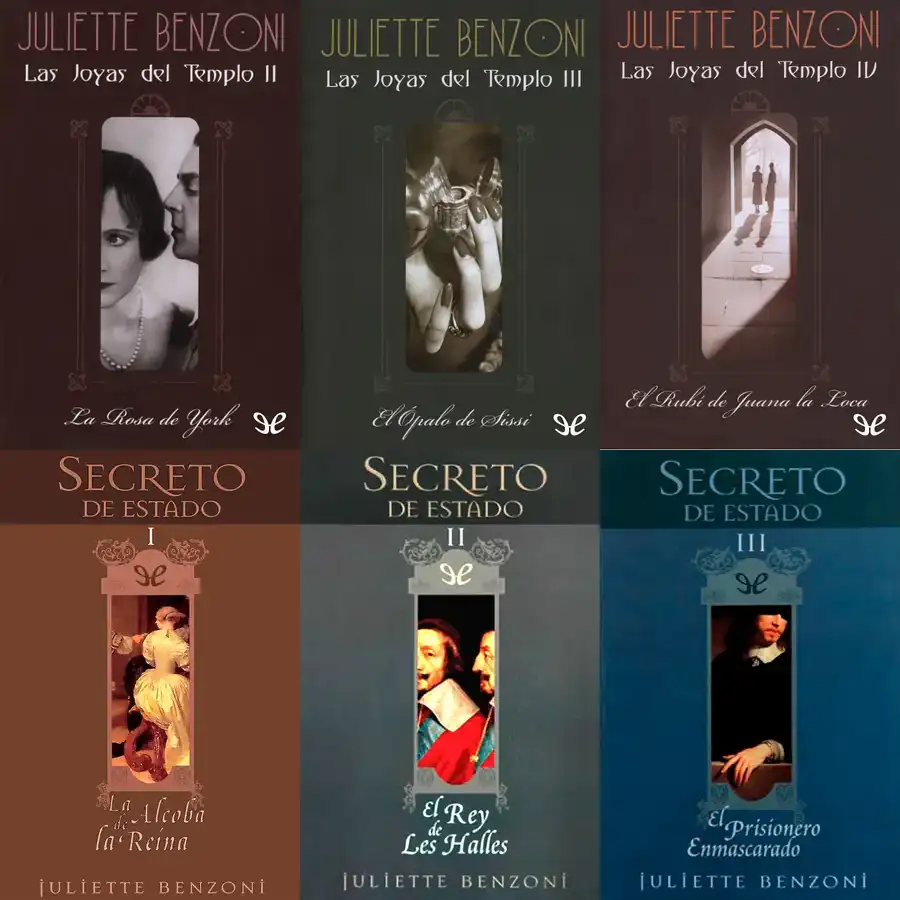 JULIETTE BENZONI
Las Joyas del Templo II
La Rosa de York
JULIETTE BENZONI
Las Joyas del Templo III
El Ópalo de Sissi
JULIETTE BENZONI
Las Joyas del Templo IV
El Rubí de Juana la Loca
SECRETO
DE ESTADO
I
La Alcoba
de
la Reina
JULIETTE BENZONI
SECRETO
DE ESTADO
II
El Rey
de
Les Halles
JULIETTE BENZONI
SECRETO
DE ESTADO
III
El Prisionero
Enmascarado
JULIETTE BENZONI